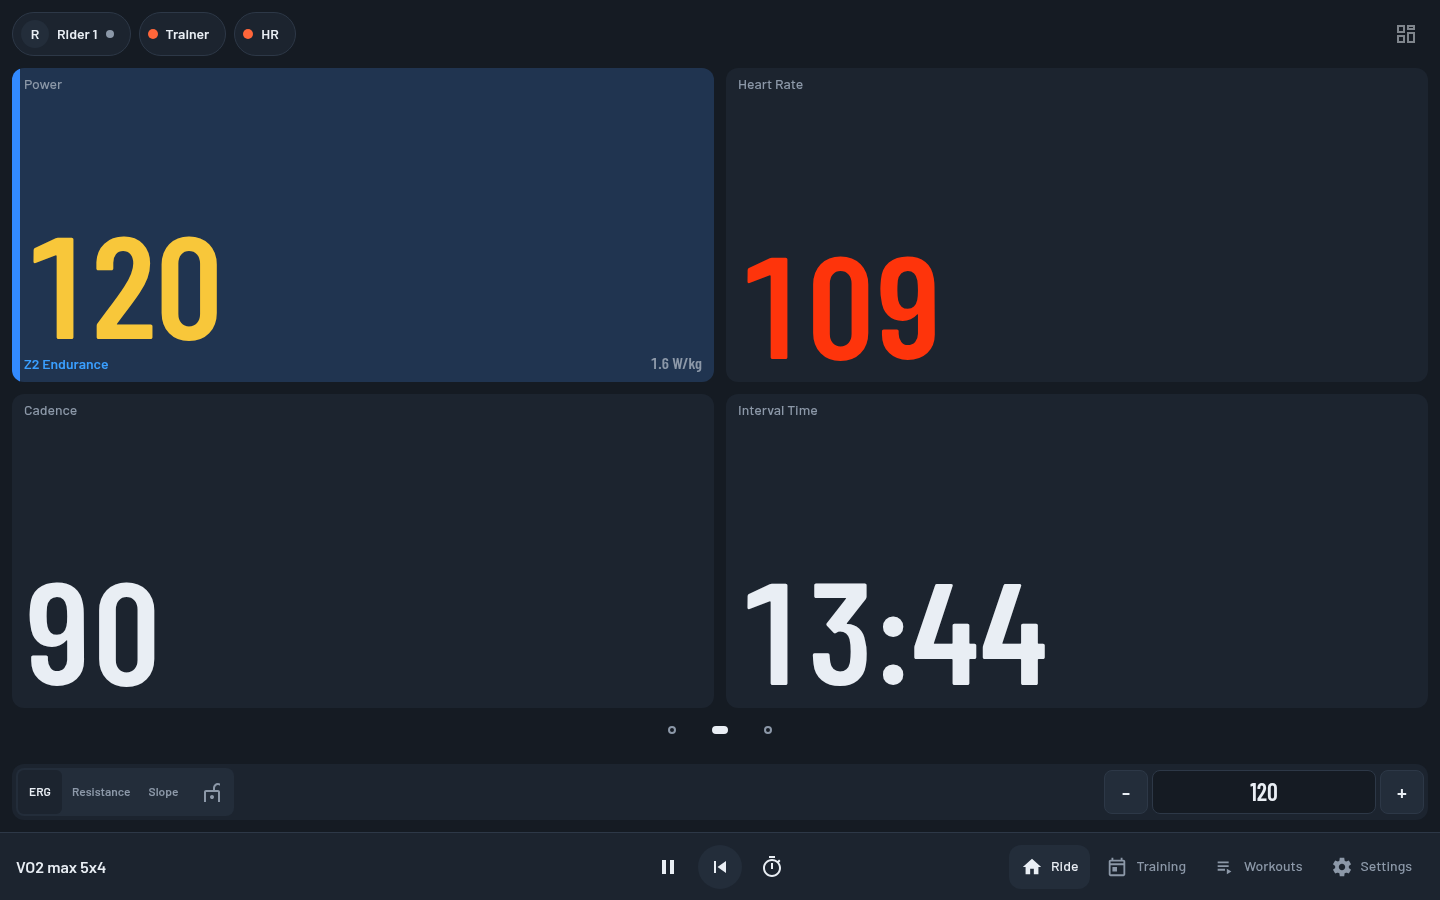 R Rider 1 Trainer HR
Power
120
Z2 Endurance 1.6 W/kg
Heart Rate
109
Cadence
90
Interval Time
13:44
ERG Resistance Slope - 120 +
VO2 max 5x4 Ride Training Workouts Settings